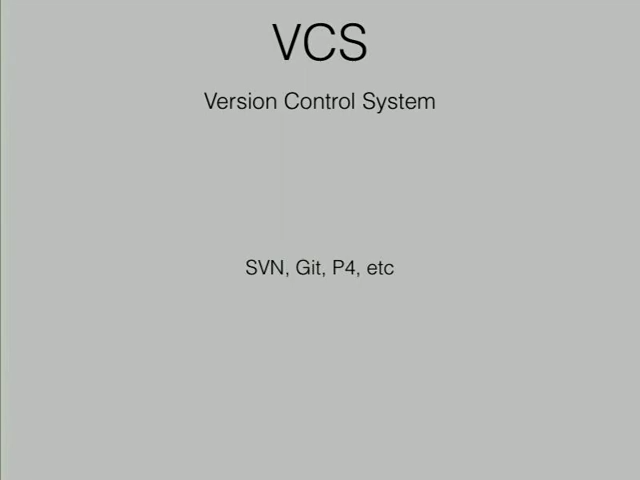 VCS
Version Control System
SVN, Git, P4, etc